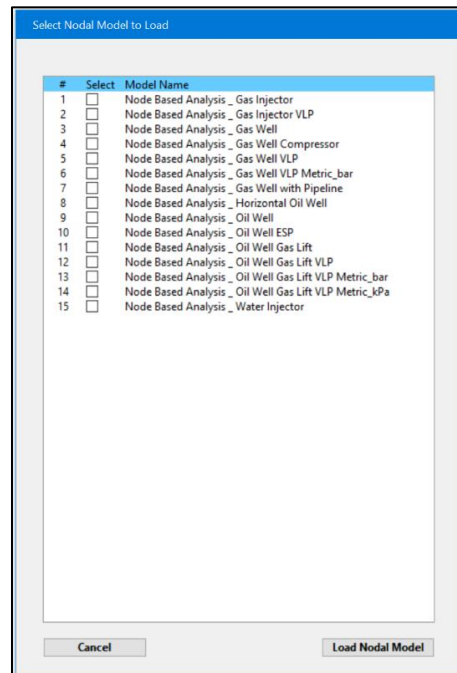 Select Nodal Model to Load
# Select Model Name
1 Node Based Analysis _ Gas Injector
2 Node Based Analysis _ Gas Injector VLP
3 Node Based Analysis _ Gas Well
4 Node Based Analysis _ Gas Well Compressor
5 Node Based Analysis _ Gas Well VLP
6 Node Based Analysis _ Gas Well VLP Metric_bar
7 Node Based Analysis _ Gas Well with Pipeline
8 Node Based Analysis _ Horizontal Oil Well
9 Node Based Analysis _ Oil Well
10 Node Based Analysis _ Oil Well ESP
11 Node Based Analysis _ Oil Well Gas Lift
12 Node Based Analysis _ Oil Well Gas Lift VLP
13 Node Based Analysis _ Oil Well Gas Lift VLP Metric_bar
14 Node Based Analysis _ Oil Well Gas Lift VLP Metric_kPa
15 Node Based Analysis _ Water Injector
Cancel Load Nodal Model